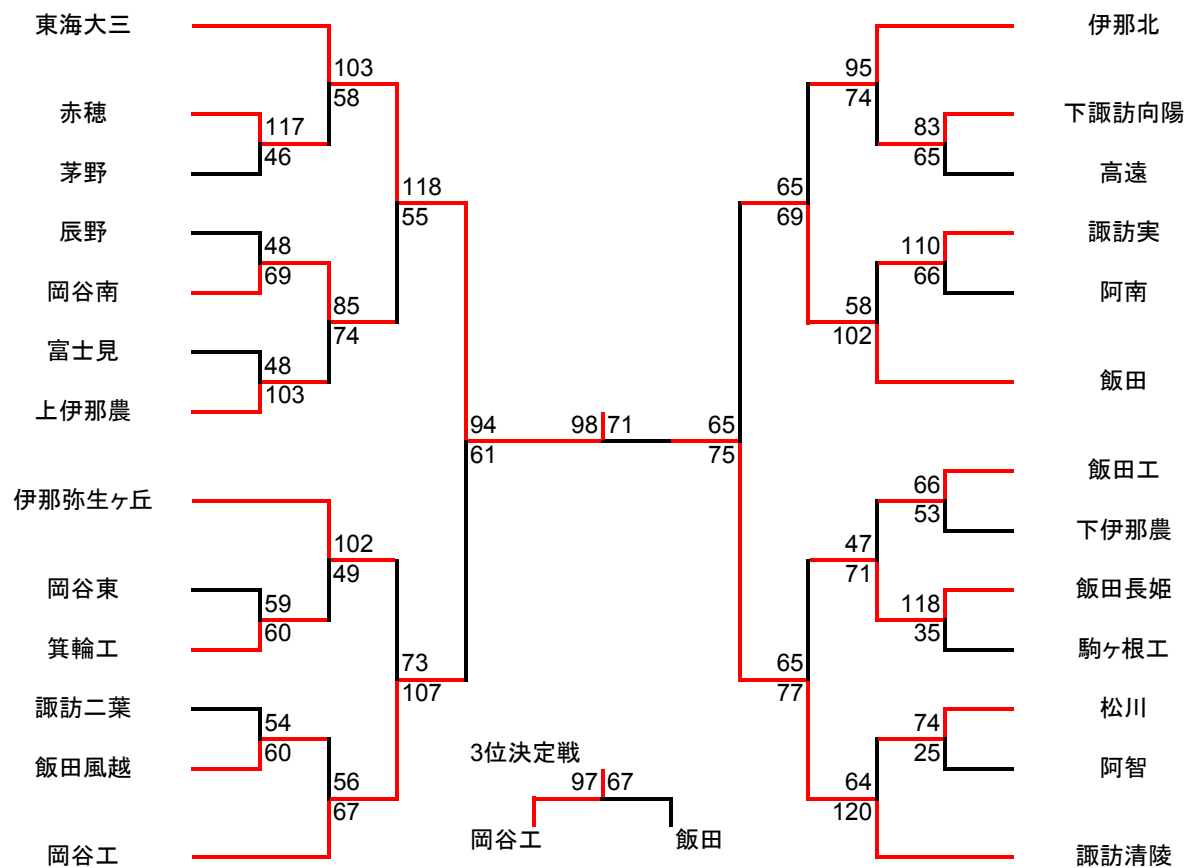 東海大三
103
58
赤穂
117
46
茅野
118
55
辰野
48
69
岡谷南
85
74
富士見
48
103
上伊那農
94
61
伊那弥生ヶ丘
102
49
岡谷東
59
60
箕輪工
73
107
諏訪二葉
54
60
飯田風越
56
67
岡谷工
98 71
3位決定戦
97 67
岡谷工 飯田
伊那北
95
74
下諏訪向陽
83
65
高遠
65
69
諏訪実
110
66
阿南
58
102
飯田
65
75
飯田工
66
53
下伊那農
47
71
飯田長姫
118
35
駒ヶ根工
65
77
松川
74
25
阿智
64
120
諏訪清陵